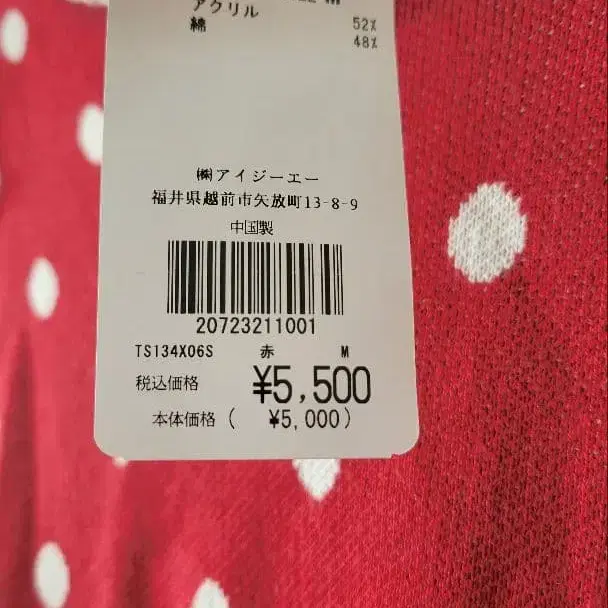 アクリル 52%
綿 48%
㈱アイジーエー
福井県越前市矢放町13-8-9
中国製
20723211001
TS134X06S 赤 M
税込価格 ¥5,500
本体価格 ( ¥5,000)